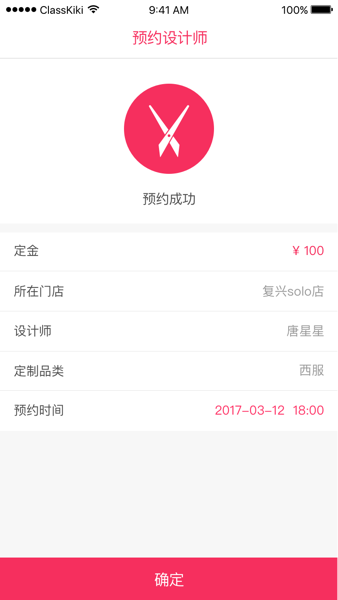 ClassKiki 9:41 AM 100%
预约设计师
预约成功
定金 ¥ 100
所在门店 复兴solo店
设计师 唐星星
定制品类 西服
预约时间 2017-03-12 18:00
确定